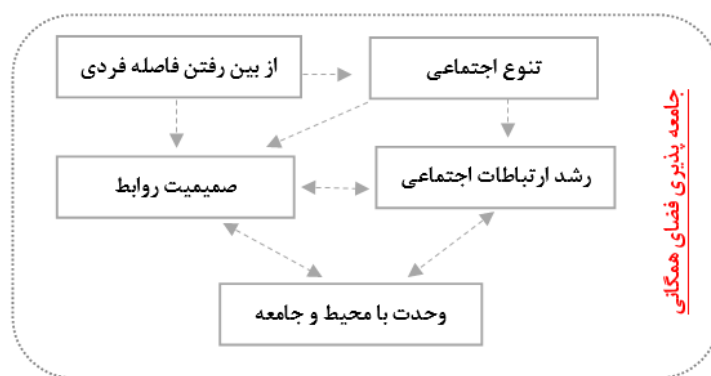 از بین رفتن فاصله فردی
تنوع اجتماعی
صمیمیت روابط
رشد ارتباطات اجتماعی
وحدت با محیط و جامعه
جامعه پذیری فضای همگانی